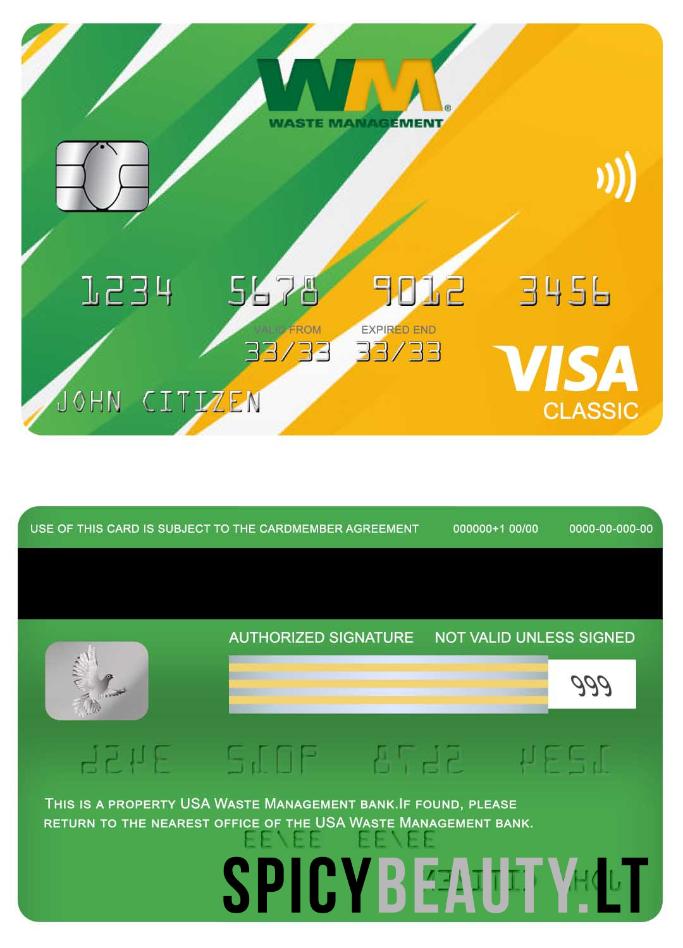 WM®
WASTE MANAGEMENT
1234 5678 9012 3456
VALID FROM EXPIRED END
33/33 33/33
JOHN CITIZEN
VISA
CLASSIC
USE OF THIS CARD IS SUBJECT TO THE CARDMEMBER AGREEMENT 000000+1 00/00 0000-00-000-00
AUTHORIZED SIGNATURE NOT VALID UNLESS SIGNED
999
THIS IS A PROPERTY USA WASTE MANAGEMENT BANK.IF FOUND, PLEASE
RETURN TO THE NEAREST OFFICE OF THE USA WASTE MANAGEMENT BANK.
SPICYBEAUTY.LT